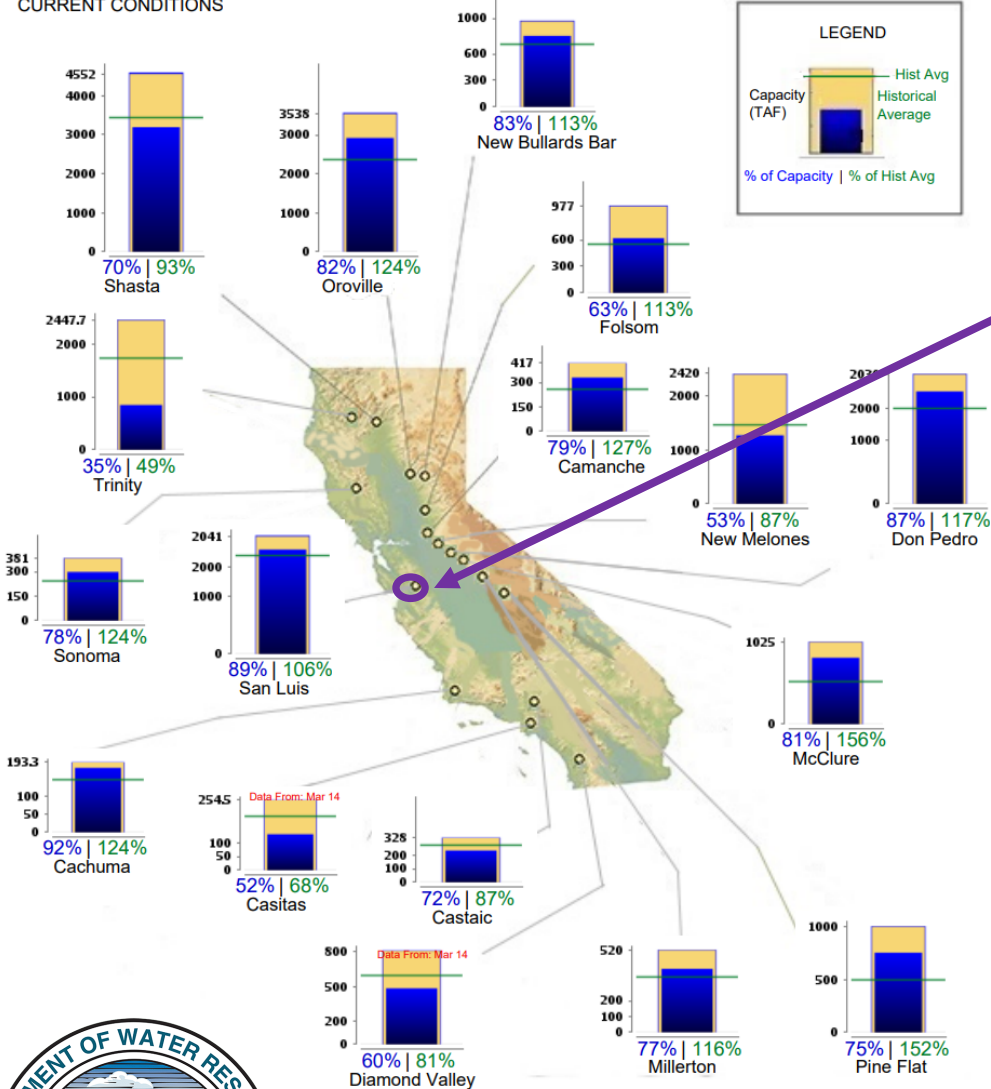 CURRENT CONDITIONS
1000
600
300
0
83% | 113%
New Bullards Bar
LEGEND
Hist Avg
Capacity
(TAF)
Historical
Average
% of Capacity | % of Hist Avg
4552
4000
3000
2000
1000
0
70% | 93%
Shasta
3538
3000
2000
1000
0
82% | 124%
Oroville
977
600
300
0
63% | 113%
Folsom
2447.7
2000
1000
0
35% | 49%
Trinity
417
300
150
0
79% | 127%
Camanche
2420
2000
1000
0
53% | 87%
New Melones
2000
1000
0
87% | 117%
Don Pedro
381
300
150
0
78% | 124%
Sonoma
2041
2000
1000
0
89% | 106%
San Luis
1025
0
81% | 156%
McClure
193.3
100
50
0
92% | 124%
Cachuma
Data From: Mar 14
254.5
100
50
0
52% | 68%
Casitas
325
200
100
0
72% | 87%
Castaic
Data From: Mar 14
800
500
200
0
60% | 81%
Diamond Valley
520
200
100
0
77% | 116%
Millerton
1000
500
0
75% | 152%
Pine Flat
MENT OF WATER RES